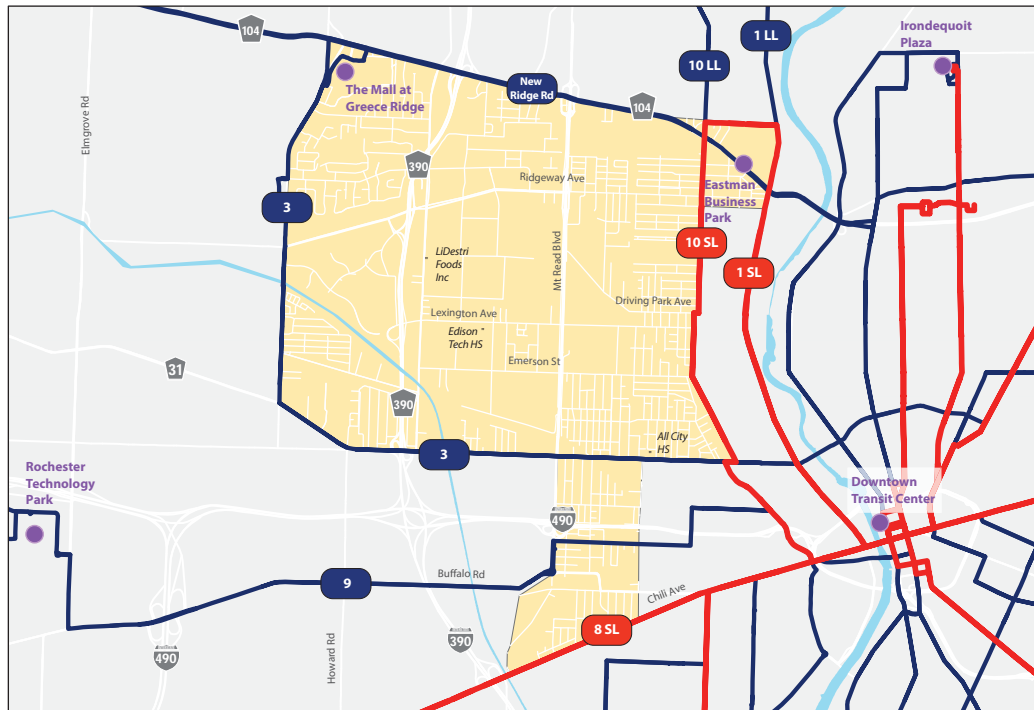 104
1 LL
Irondequoit
Plaza
10 LL
The Mall at
Greece Ridge
New
Ridge Rd
104
Elmgrove Rd
390
Ridgeway Ave
Eastman
Business
Park
3
10 SL
LiDestri
Foods
Inc
Mt Read Blvd
1 SL
Driving Park Ave
Lexington Ave
Edison
Tech HS
Emerson St
31
390
All City
HS
3
Rochester
Technology
Park
Downtown
Transit Center
490
Buffalo Rd
9
Chili Ave
8 SL
390
Howard Rd
490